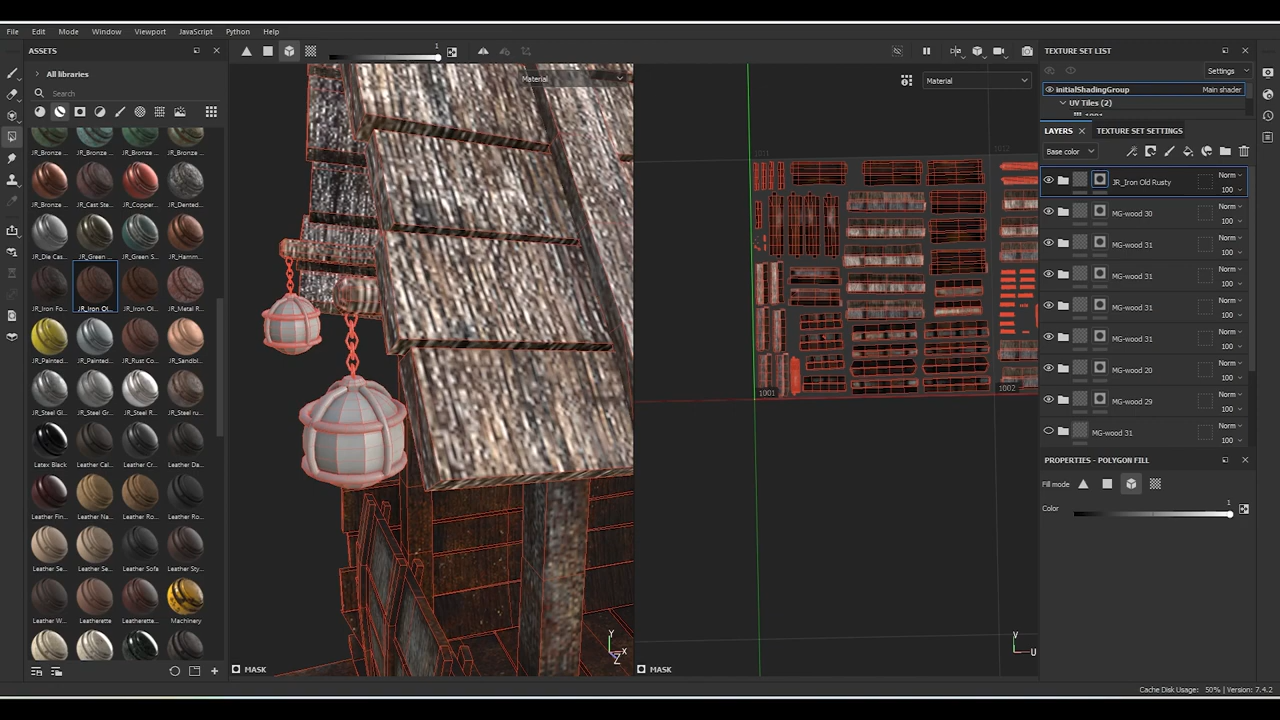 File Edit Mode Window Viewport JavaScript Python Help
ASSETS
All libraries
Search
JR_Bronze ... JR_Bronze ... JR_Bronze ... JR_Bronze ...
JR_Bronze ... JR_Cast Ste... JR_Copper... JR_Dented...
JR_Die Cas... JR_Green ... JR_Green S... JR_Hamm...
JR_Iron Fo... JR_Iron Ol... JR_Iron Ol... JR_Metal R...
JR_Painted... JR_Painted... JR_Rust Co... JR_Sandbl...
JR_Steel Gl... JR_Steel Gr... JR_Steel R... JR_Steel ru...
Latex Black Leather Cal... Leather Cr... Leather Da...
Leather Fin... Leather Na... Leather Ro... Leather Ro...
Leather Se... Leather Se... Leather Sofa Leather Sty...
Leather W... Leatherette Leatherette... Machinery
1
Material
Y
X
Z
MASK
Material
1001
1002
1001
1002
V
U
MASK
TEXTURE SET LIST
Settings
initialShadingGroup Main shader
UV Tiles (2)
1001
LAYERS TEXTURE SET SETTINGS
Base color
JR_Iron Old Rusty Norm 100
MG-wood 30 Norm 100
MG-wood 31 Norm 100
MG-wood 31 Norm 100
MG-wood 31 Norm 100
MG-wood 31 Norm 100
MG-wood 20 Norm 100
MG-wood 29 Norm 100
MG-wood 31 Norm 100
PROPERTIES - POLYGON FILL
Fill mode
Color 1
Cache Disk Usage: 50% | Version: 7.4.2